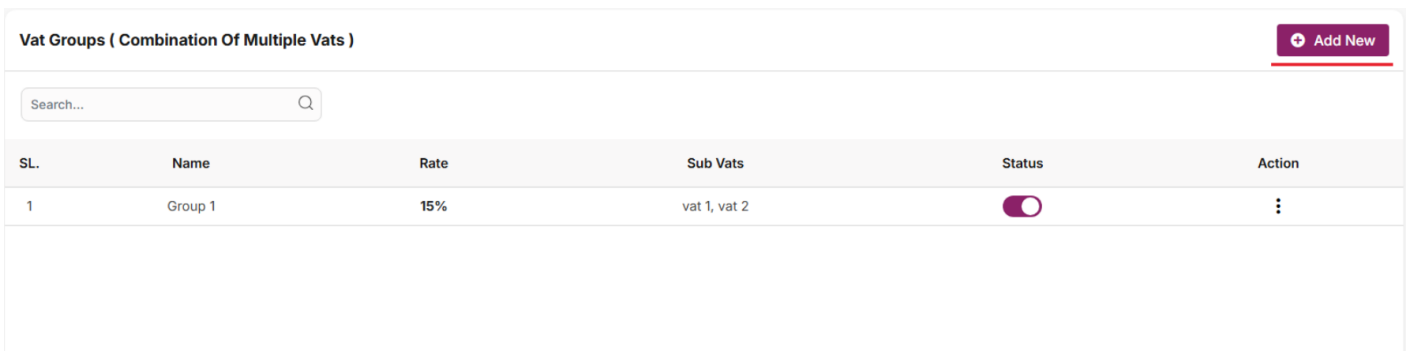 Vat Groups ( Combination Of Multiple Vats )
Add New
Search...
SL. Name Rate Sub Vats Status Action
1 Group 1 15% vat 1, vat 2